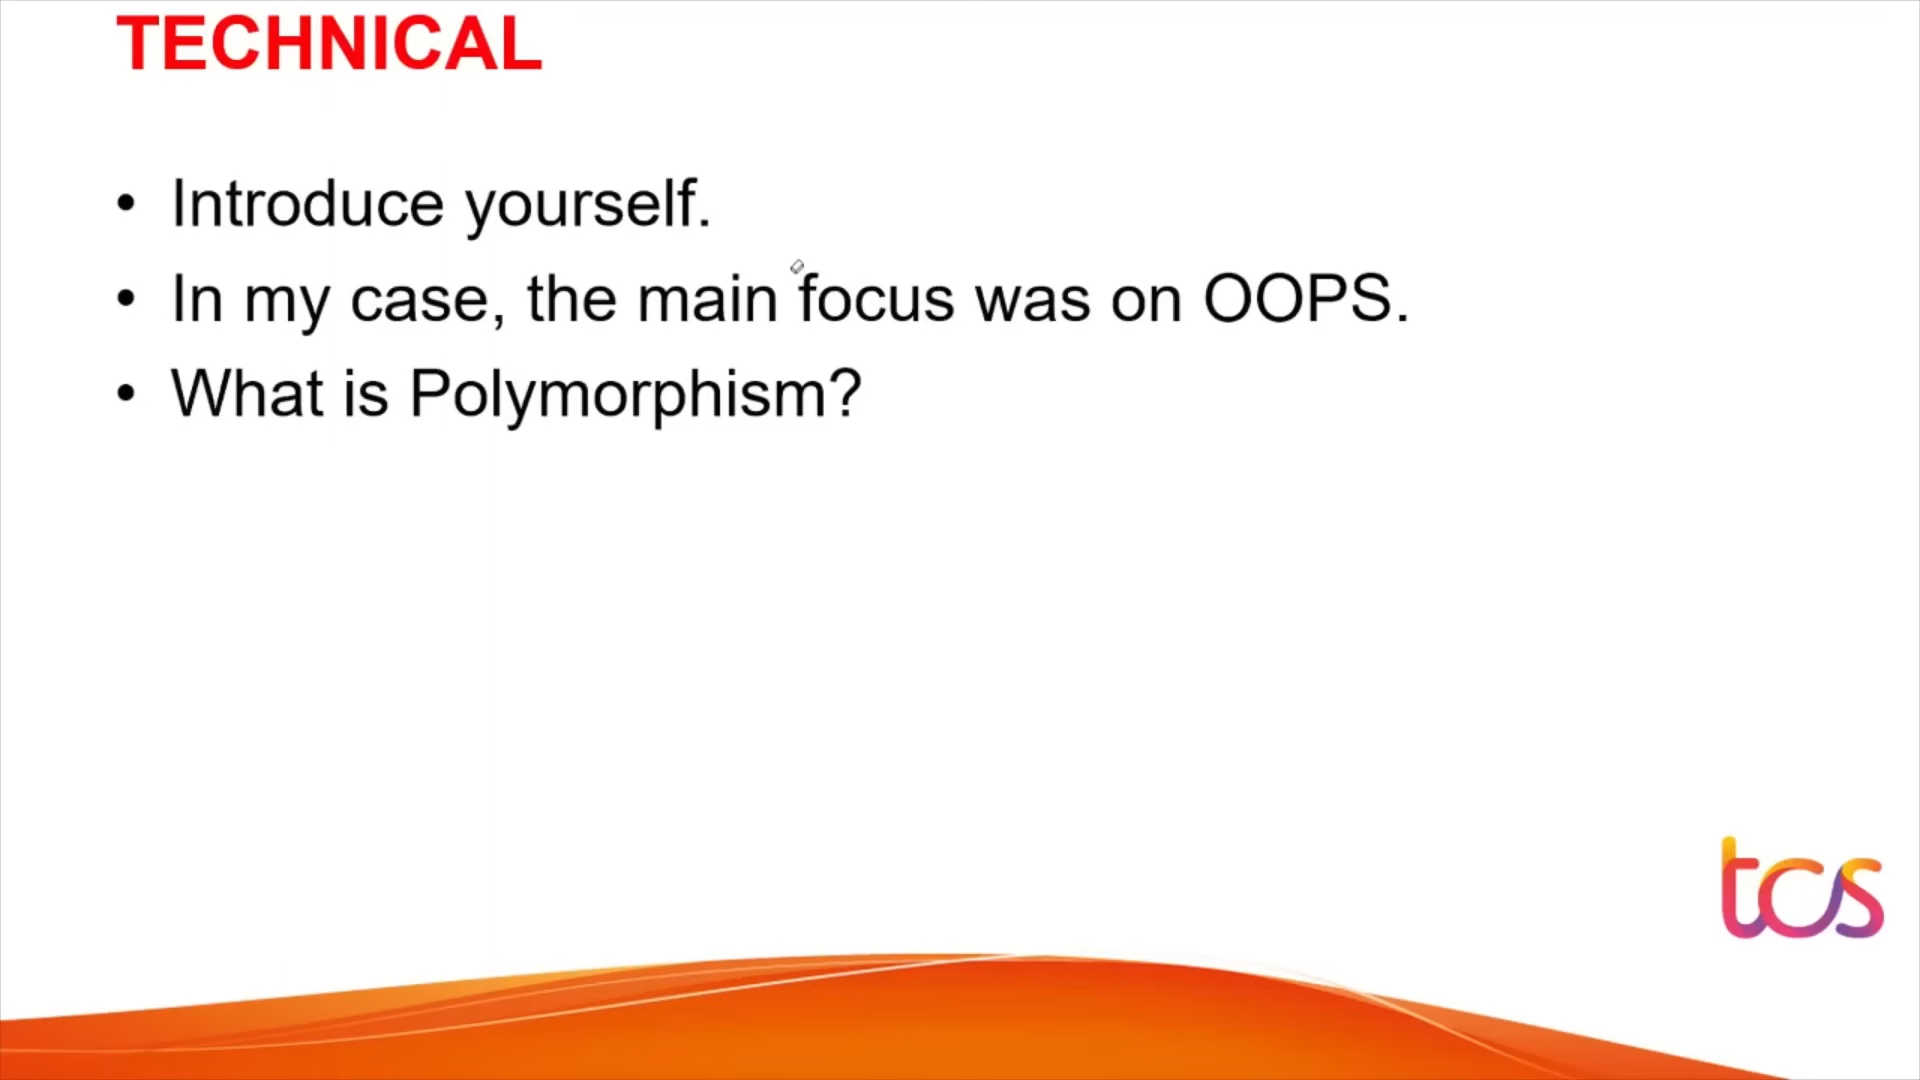 TECHNICAL
• Introduce yourself.
• In my case, the main focus was on OOPS.
• What is Polymorphism?
tcs